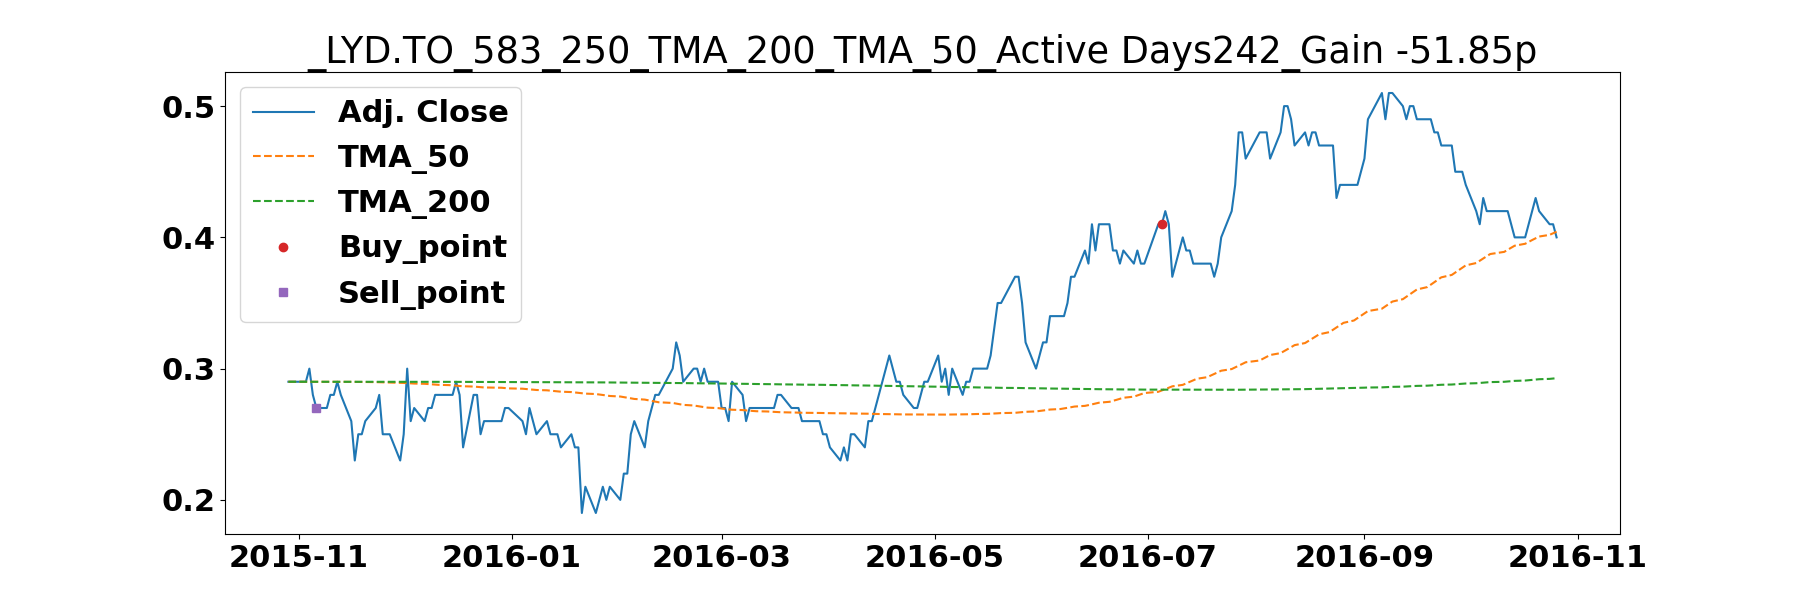 _LYD.TO_583_250_TMA_200_TMA_50_Active Days242_Gain -51.85p
0.5
0.4
0.3
0.2
Adj. Close
TMA_50
TMA_200
Buy_point
Sell_point
2015-11 2016-01 2016-03 2016-05 2016-07 2016-09 2016-11